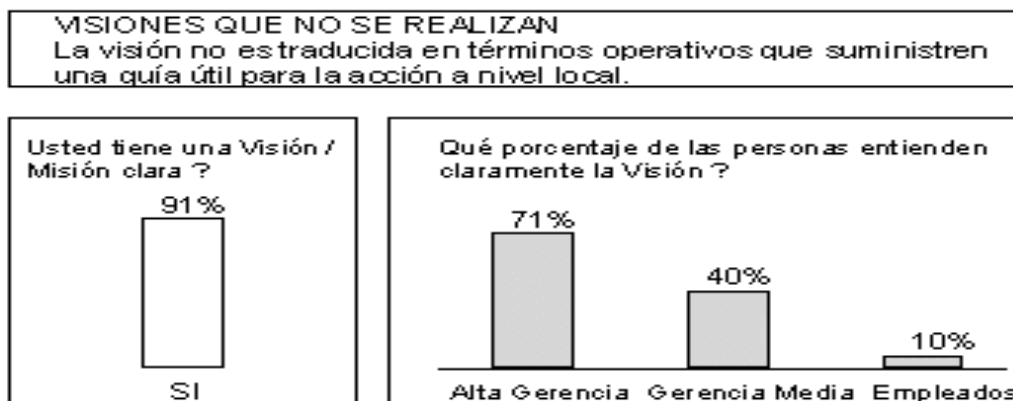 VISIONES QUE NO SE REALIZAN
La visión no es traducida en términos operativos que suministren
una guía útil para la acción a nivel local.
Usted tiene una Visión /
Misión clara ?
91%
SI
Qué porcentaje de las personas entienden
claramente la Visión ?
71%
40%
10%
Alta Gerencia Gerencia Media Empleados